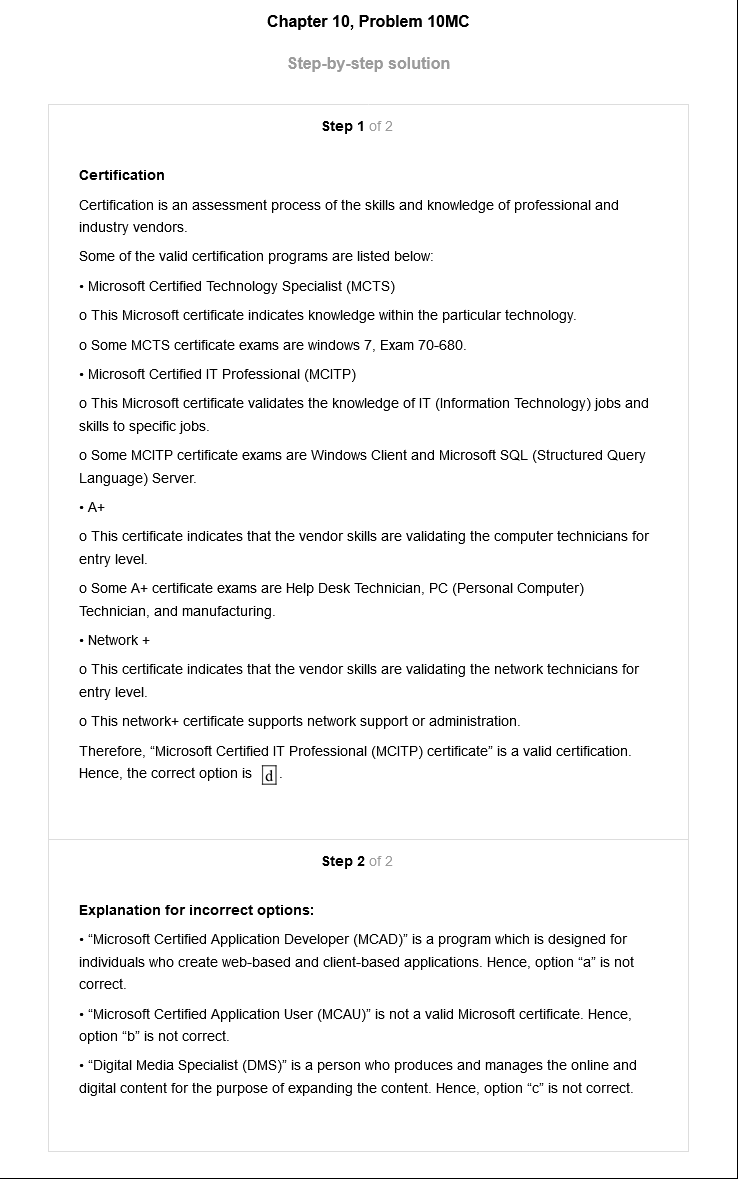 Chapter 10, Problem 10MC
Step-by-step solution
Step 1 of 2
Certification
Certification is an assessment process of the skills and knowledge of professional and
industry vendors.
Some of the valid certification programs are listed below:
• Microsoft Certified Technology Specialist (MCTS)
o This Microsoft certificate indicates knowledge within the particular technology.
o Some MCTS certificate exams are windows 7, Exam 70-680.
• Microsoft Certified IT Professional (MCITP)
o This Microsoft certificate validates the knowledge of IT (Information Technology) jobs and
skills to specific jobs.
o Some MCITP certificate exams are Windows Client and Microsoft SQL (Structured Query
Language) Server.
• A+
o This certificate indicates that the vendor skills are validating the computer technicians for
entry level.
o Some A+ certificate exams are Help Desk Technician, PC (Personal Computer)
Technician, and manufacturing.
• Network +
o This certificate indicates that the vendor skills are validating the network technicians for
entry level.
o This network+ certificate supports network support or administration.
Therefore, “Microsoft Certified IT Professional (MCITP) certificate” is a valid certification.
Hence, the correct option is d.
Step 2 of 2
Explanation for incorrect options:
• “Microsoft Certified Application Developer (MCAD)” is a program which is designed for
individuals who create web-based and client-based applications. Hence, option “a” is not
correct.
• “Microsoft Certified Application User (MCAU)” is not a valid Microsoft certificate. Hence,
option “b” is not correct.
• “Digital Media Specialist (DMS)” is a person who produces and manages the online and
digital content for the purpose of expanding the content. Hence, option “c” is not correct.